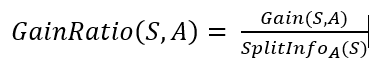 GainRatio(S, A) = Gain(S,A) / SplitInfo_A(S)